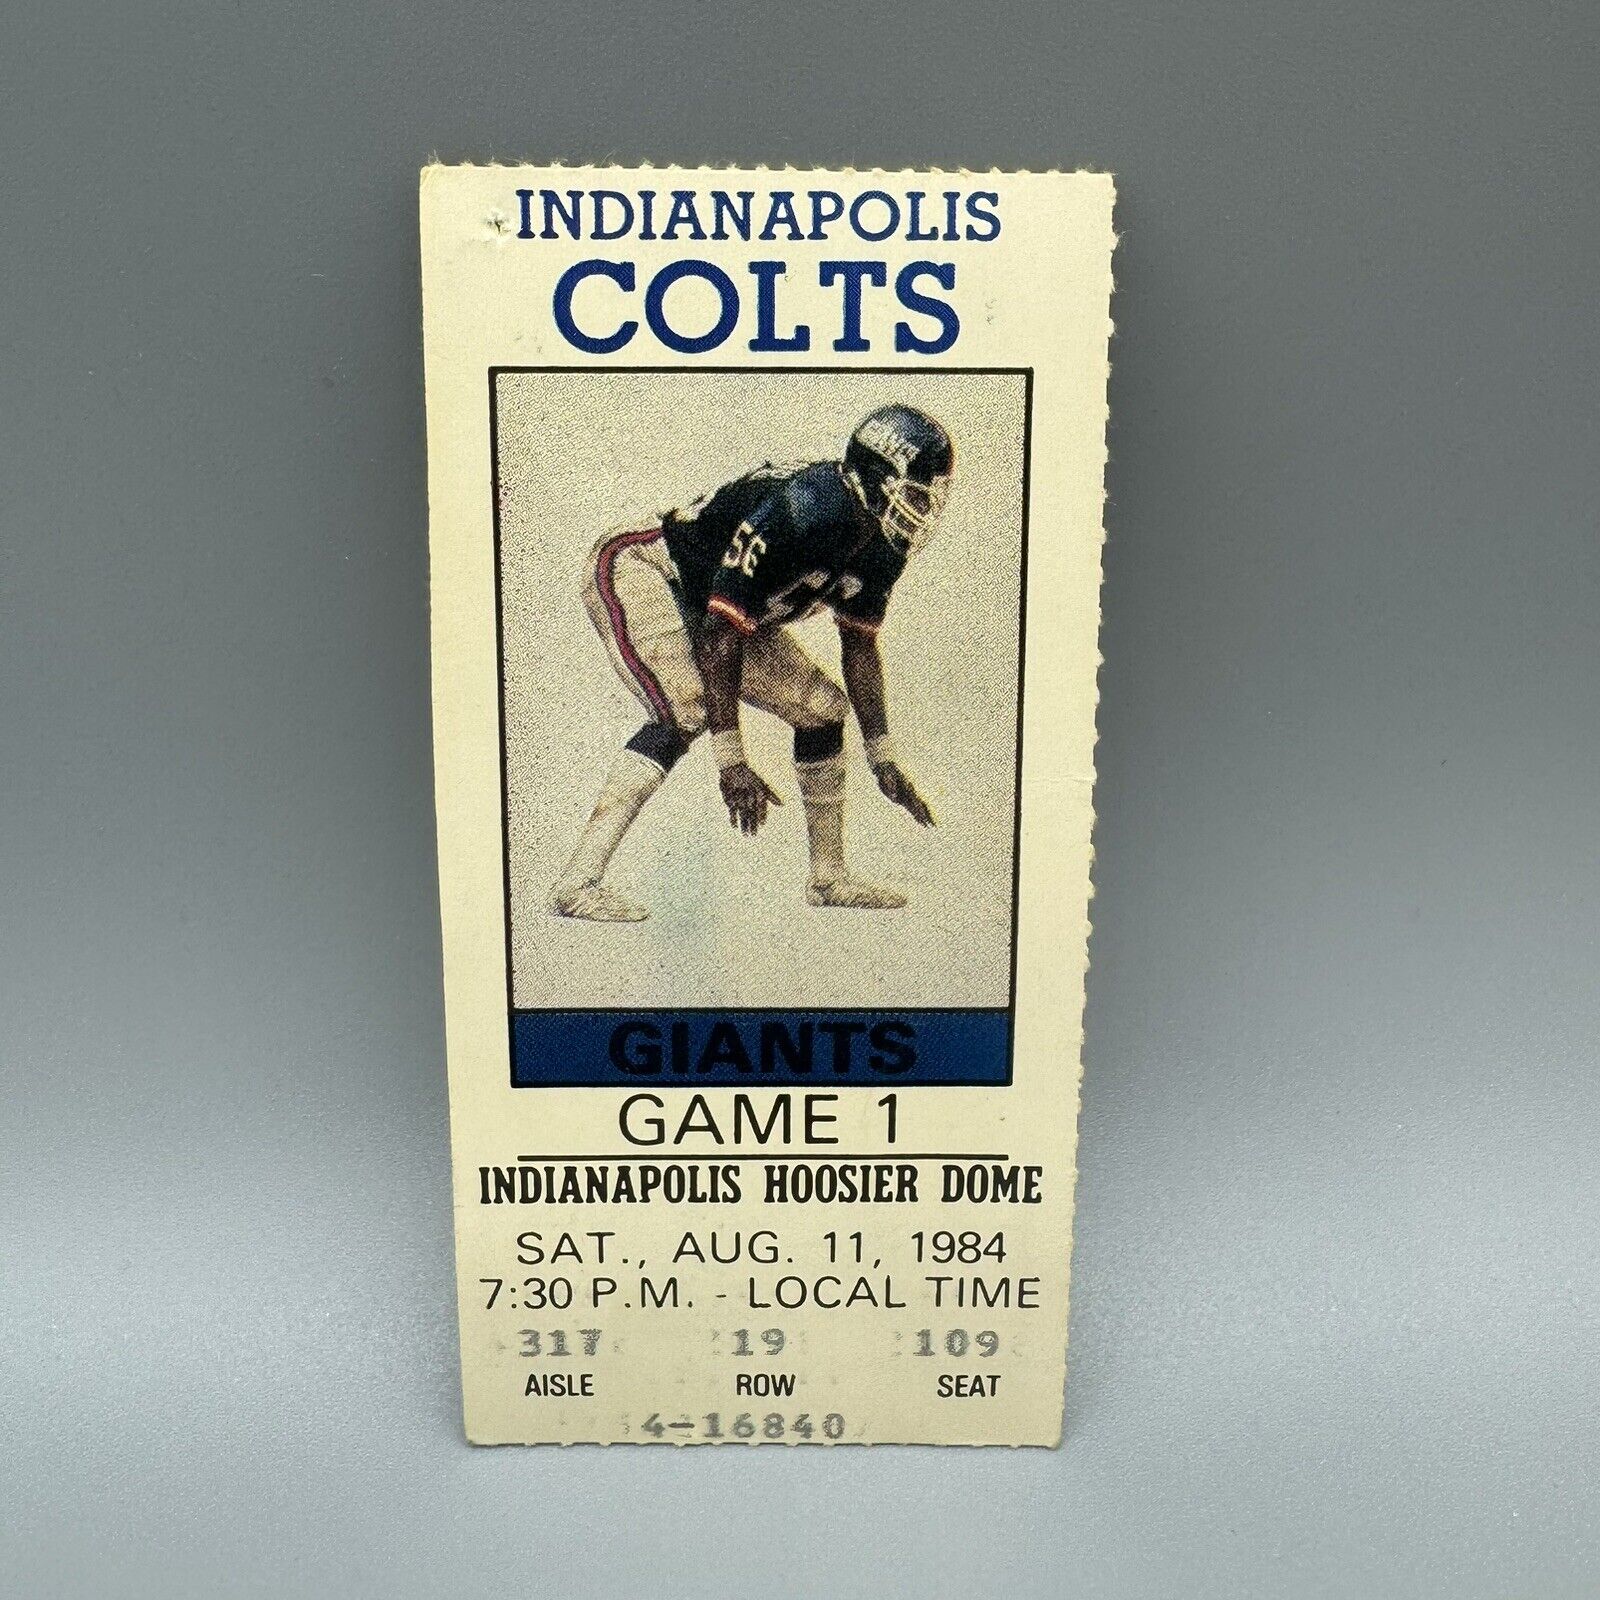 INDIANAPOLIS
COLTS
GIANTS
56
GIANTS
GAME 1
INDIANAPOLIS HOOSIER DOME
SAT., AUG. 11, 1984
7:30 P.M. - LOCAL TIME
317 19 109
AISLE ROW SEAT
4-16840